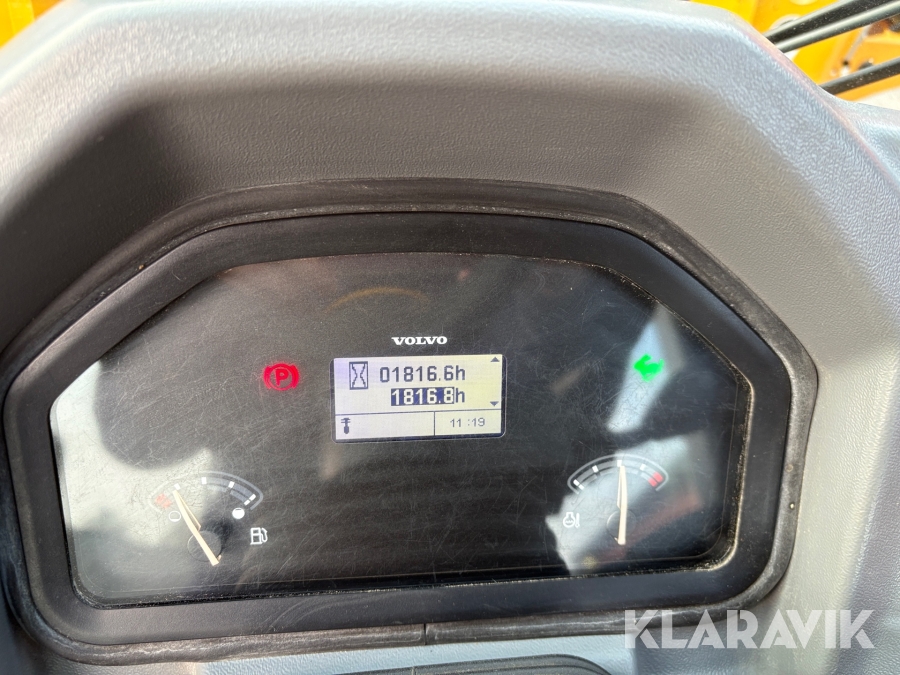 VOLVO
P
01816.6h
1816.8h
11:19
KLARAVIK